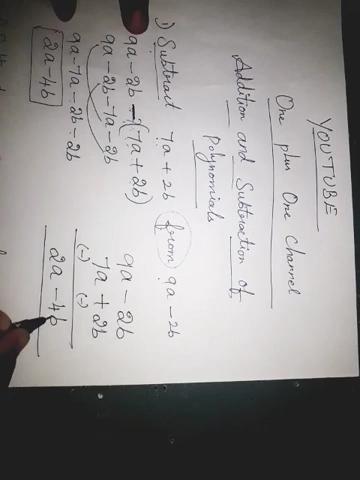 YOUTUBE
One plus One Channel
Addition and Subtraction of
Polynomials
1) Subtract 7a + 2b from 9a - 2b
9a - 2b - (7a + 2b)
9a - 2b - 7a - 2b
9a - 7a - 2b - 2b
2a - 4b
9a - 2b
7a + 2b
(-) (-)
2a - 4b